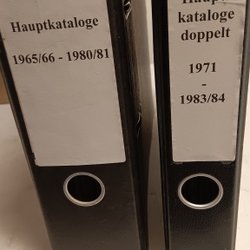 Hauptkataloge
1965/66 - 1980/81
Haupt
kataloge
doppelt
1971
-
1983/84